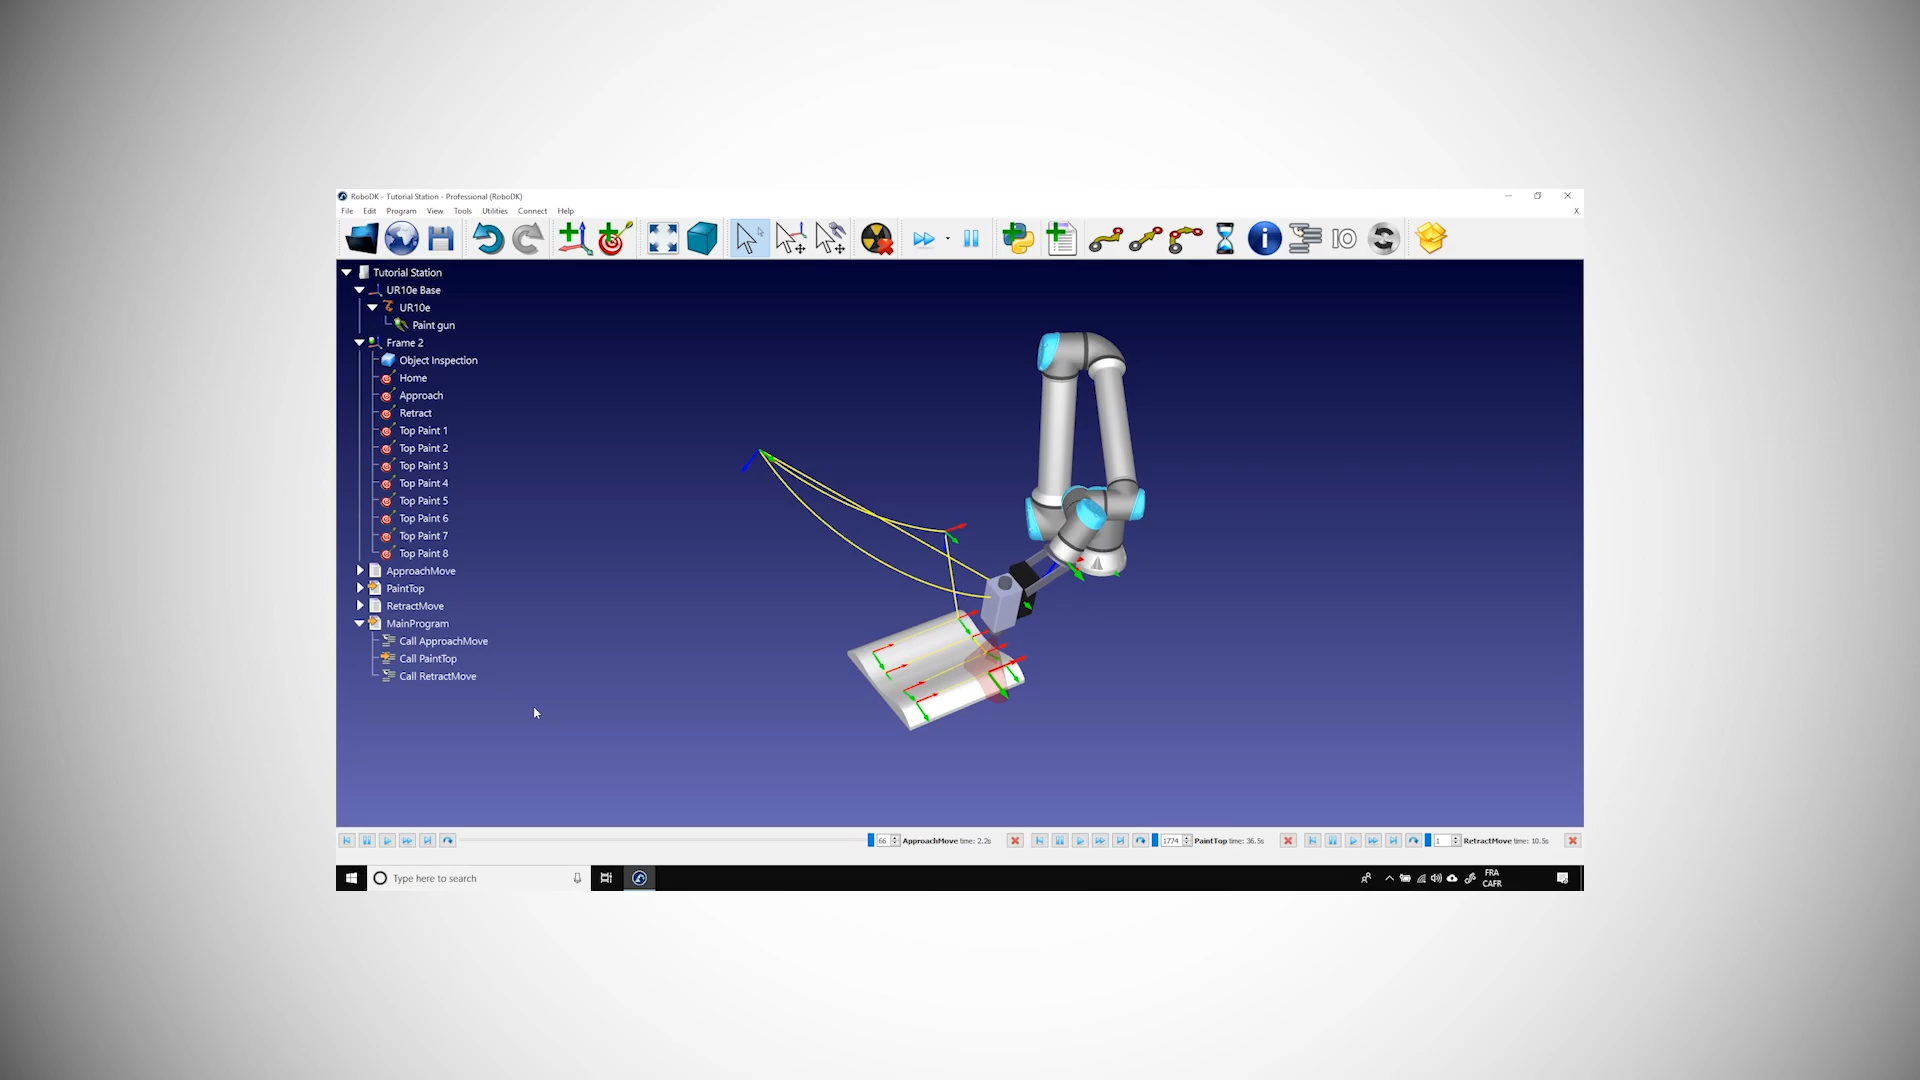 RoboDK - Tutorial Station - Professional (RoboDK)
File Edit Program View Tools Utilities Connect Help
IO
Tutorial Station
UR10e Base
UR10e
Paint gun
Frame 2
Object Inspection
Home
Approach
Retract
Top Paint 1
Top Paint 2
Top Paint 3
Top Paint 4
Top Paint 5
Top Paint 6
Top Paint 7
Top Paint 8
ApproachMove
PaintTop
RetractMove
MainProgram
Call ApproachMove
Call PaintTop
Call RetractMove
66 ApproachMove time: 2.2s 1774 PaintTop time: 36.5s 1 RetractMove time: 10.5s
Type here to search
FRA
CAFR